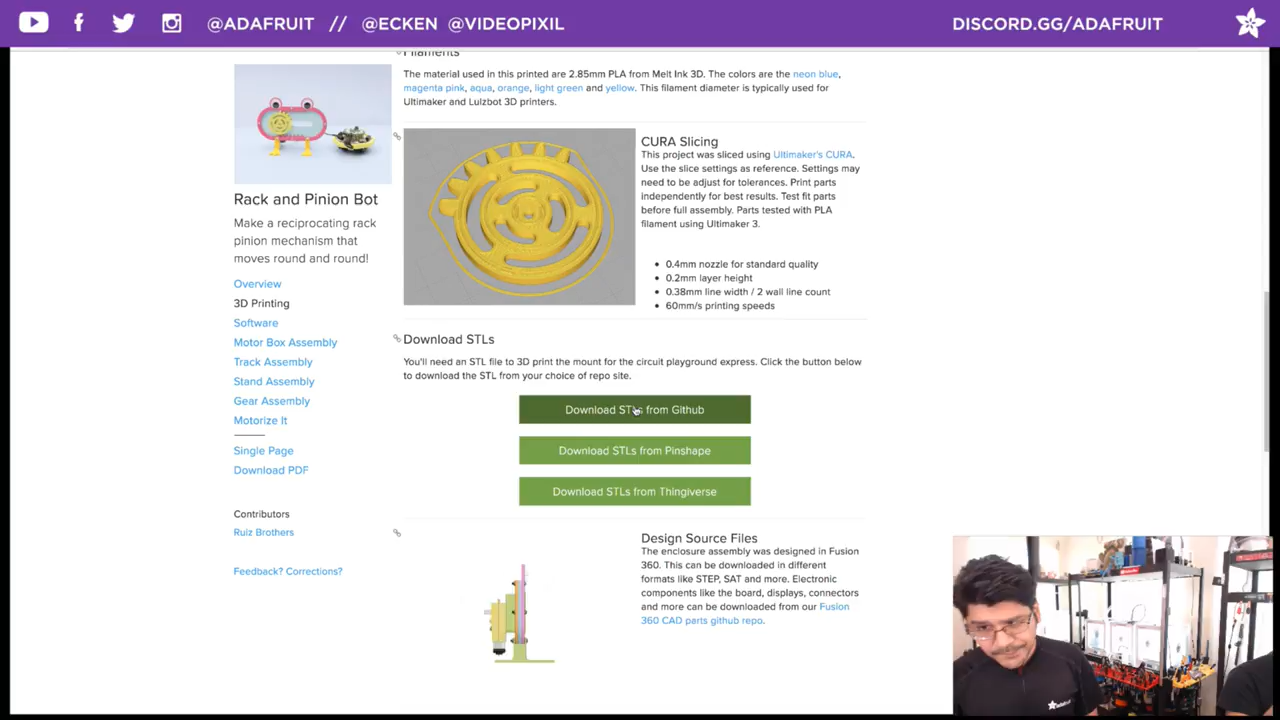 @ADAFRUIT // @ECKEN @VIDEOPIXIL
DISCORD.GG/ADAFRUIT
Filaments
The material used in this printed are 2.85mm PLA from Melt Ink 3D. The colors are the neon blue,
magenta pink, aqua, orange, light green and yellow. This filament diameter is typically used for
Ultimaker and Lulzbot 3D printers.
CURA Slicing
This project was sliced using Ultimaker's CURA.
Use the slice settings as reference. Settings may
need to be adjust for tolerances. Print parts
independently for best results. Test fit parts
before full assembly. Parts tested with PLA
filament using Ultimaker 3.
0.4mm nozzle for standard quality
0.2mm layer height
0.38mm line width / 2 wall line count
60mm/s printing speeds
Rack and Pinion Bot
Make a reciprocating rack
pinion mechanism that
moves round and round!
Overview
3D Printing
Software
Motor Box Assembly
Track Assembly
Stand Assembly
Gear Assembly
Motorize It
Single Page
Download PDF
Contributors
Ruiz Brothers
Feedback? Corrections?
Download STLs
You'll need an STL file to 3D print the mount for the circuit playground express. Click the button below
to download the STL from your choice of repo site.
Download STLs from Github
Download STLs from Pinshape
Download STLs from Thingiverse
Design Source Files
The enclosure assembly was designed in Fusion
360. This can be downloaded in different
formats like STEP, SAT and more. Electronic
components like the board, displays, connectors
and more can be downloaded from our Fusion
360 CAD parts github repo.
adafruit